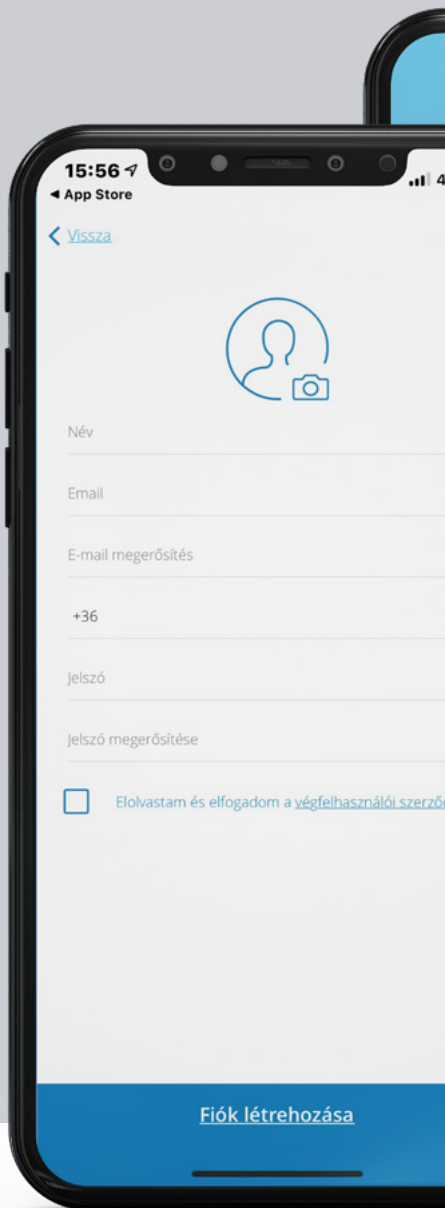 15:56
◄ App Store
Vissza
Név
Email
E-mail megerősítés
+36
Jelszó
Jelszó megerősítése
Elolvastam és elfogadom a végfelhasználói
Fiók létrehozása